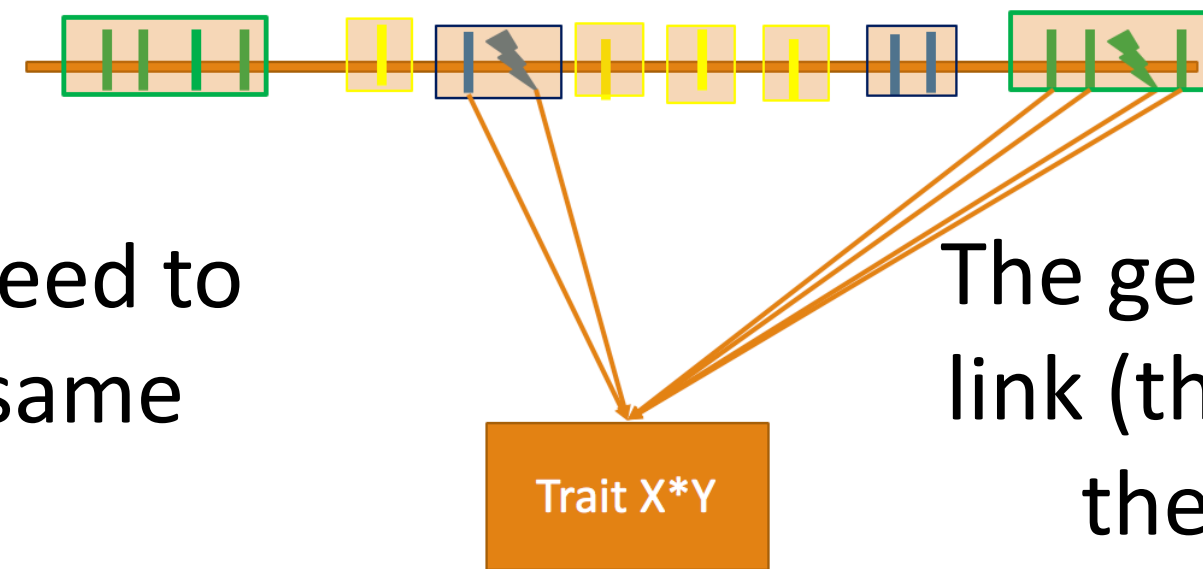 eed to
same
The ge
link (th
the
Trait X*Y